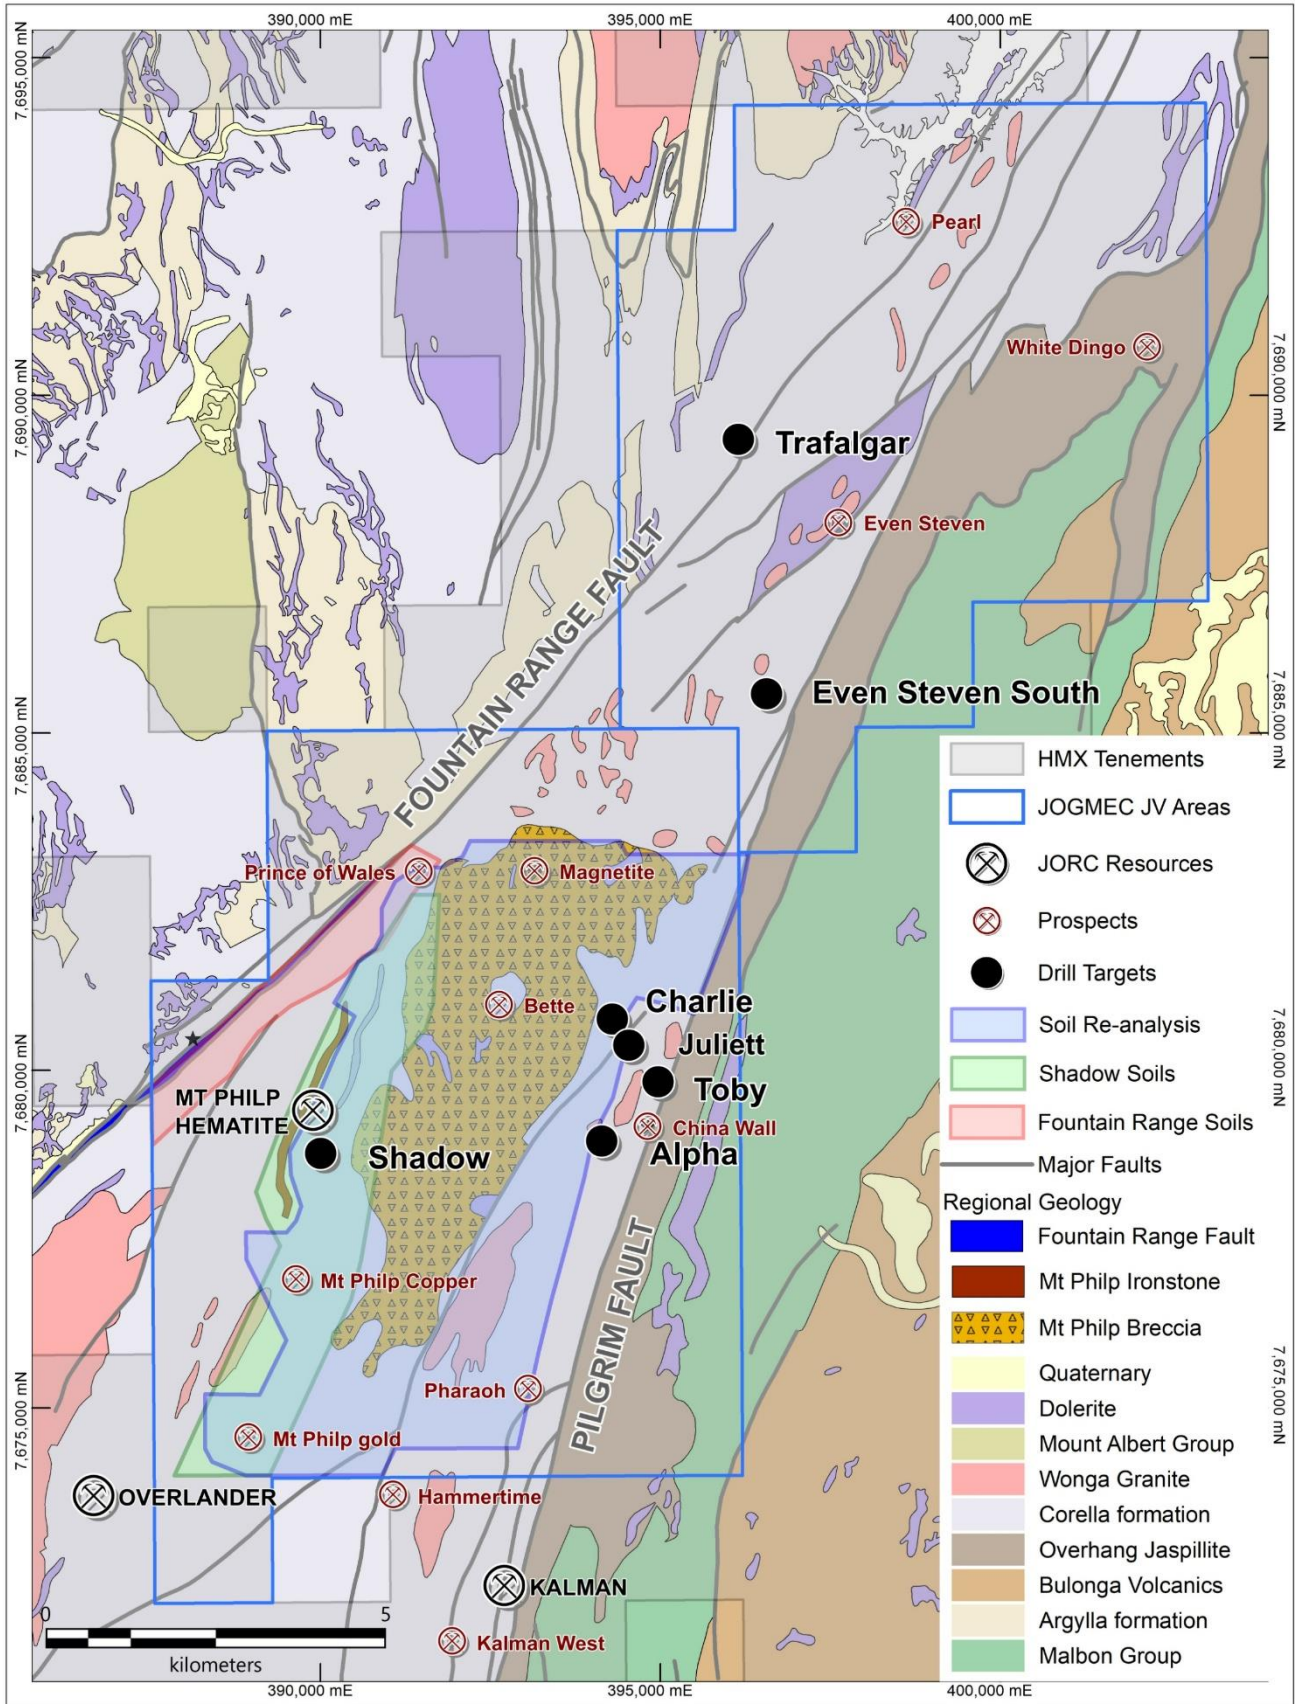 390,000 mE
395,000 mE
400,000 mE
7,695,000 mN
Pearl
White Dingo
7,690,000 mN
7,690,000 mN
Trafalgar
Even Steven
FOUNTAIN RANGE FAULT
Even Steven South
7,685,000 mN
7,685,000 mN
Prince of Wales
Magnetite
Bette
Charlie
Juliett
Toby
China Wall
Alpha
7,680,000 mN
7,680,000 mN
MT PHILP
HEMATITE
Shadow
Mt Philp Copper
PILGRIM FAULT
Pharaoh
Mt Philp gold
7,675,000 mN
7,675,000 mN
OVERLANDER
Hammertime
KALMAN
Kalman West
0
5
kilometers
390,000 mE
395,000 mE
400,000 mE
HMX Tenements
JOGMEC JV Areas
JORC Resources
Prospects
Drill Targets
Soil Re-analysis
Shadow Soils
Fountain Range Soils
Major Faults
Regional Geology
Fountain Range Fault
Mt Philp Ironstone
Mt Philp Breccia
Quaternary
Dolerite
Mount Albert Group
Wonga Granite
Corella formation
Overhang Jaspillite
Bulonga Volcanics
Argylla formation
Malbon Group